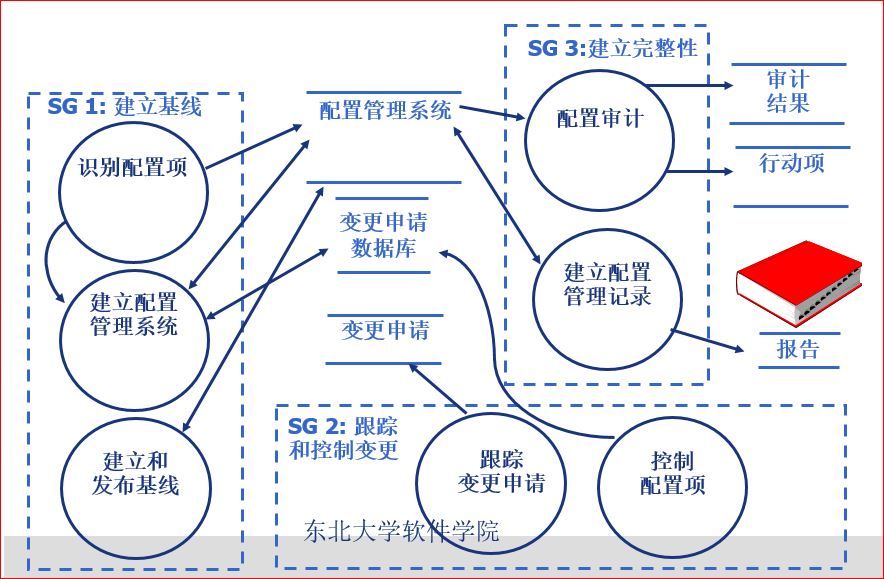 SG 1: 建立基线
识别配置项
建立配置
管理系统
建立和
发布基线
配置管理系统
变更申请
数据库
变更申请
SG 3:建立完整性
配置审计
建立配置
管理记录
审计
结果
行动项
报告
SG 2: 跟踪
和控制变更
跟踪
变更申请
控制
配置项
东北大学软件学院